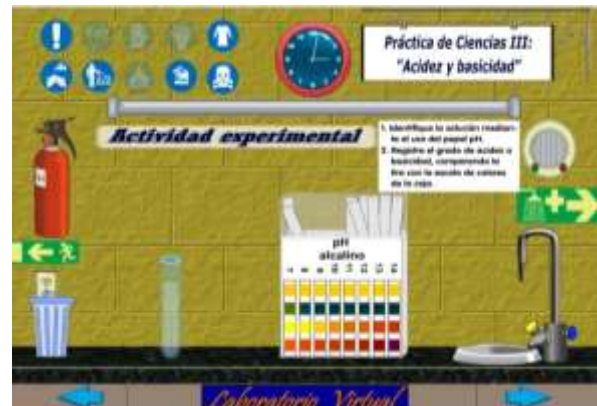 Práctica de Ciencias III:
"Acidez y basicidad"
Actividad experimental
1. Identifique la solución median-
te el uso del papel pH.
2. Registre el grado de acidez o
basicidad, comparando la
tira con la escala de colores
de la caja
pH
alcalino
Laboratorio Virtual